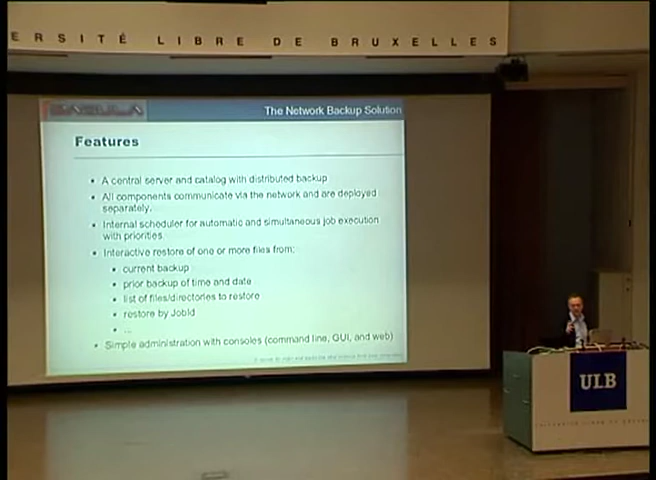 ERSITÉ LIBRE DE BRUXELLES
BACULA The Network Backup Solution
Features
• A central server and catalog with distributed backup
• All components communicate via the network and are deployed
separately.
• Internal scheduler for automatic and simultaneous job execution
with priorities
• Interactive restore of one or more files from:
• current backup
• prior backup of time and date
• list of files/directories to restore
• restore by JobId
• ...
• Simple administration with consoles (command line, GUI, and web)
ULB